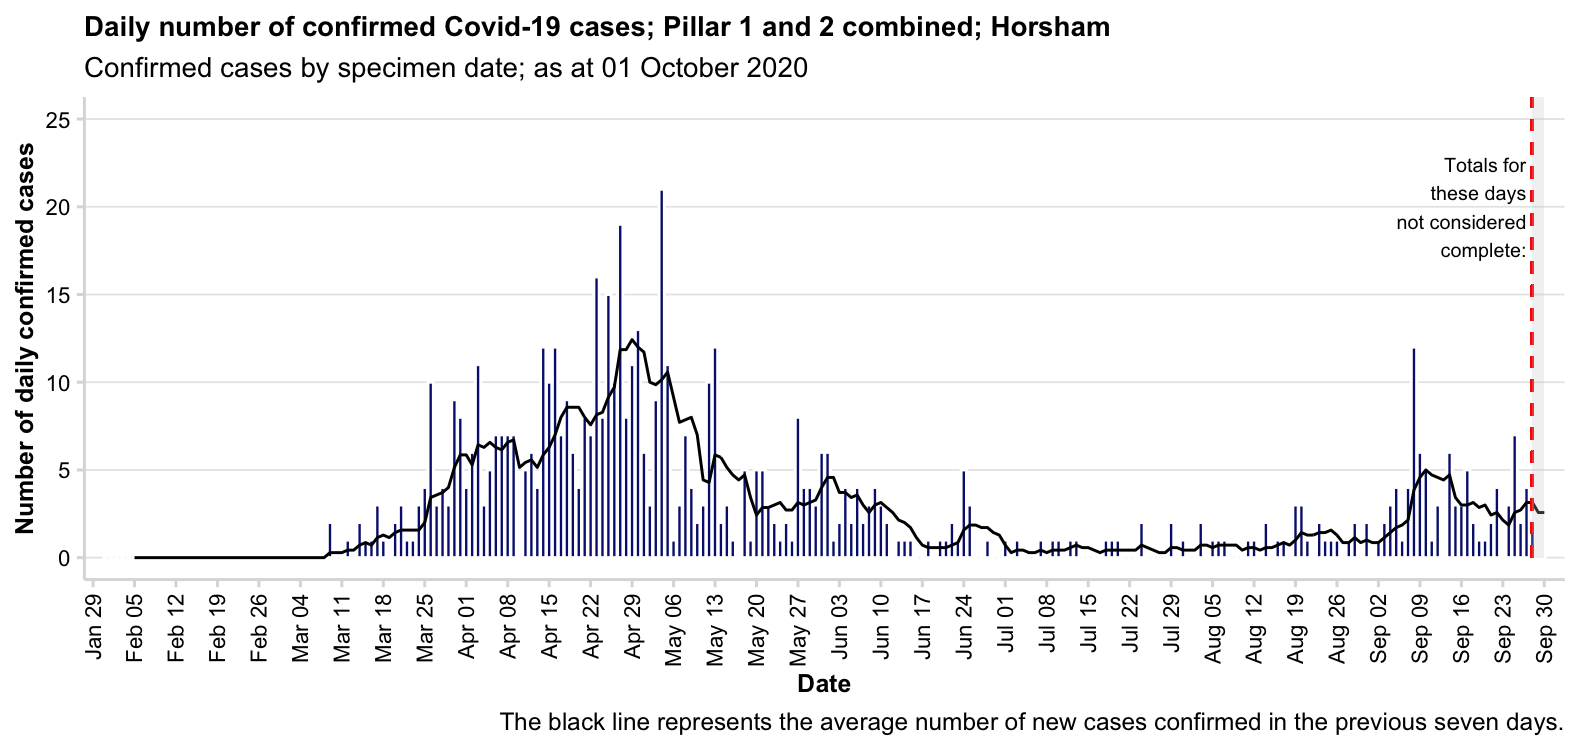 Daily number of confirmed Covid-19 cases; Pillar 1 and 2 combined; Horsham
Confirmed cases by specimen date; as at 01 October 2020
Number of daily confirmed cases
25
20
15
10
5
0
Totals for
these days
not considered
complete:
Jan 29
Feb 05
Feb 12
Feb 19
Feb 26
Mar 04
Mar 11
Mar 18
Mar 25
Apr 01
Apr 08
Apr 15
Apr 22
Apr 29
May 06
May 13
May 20
May 27
Jun 03
Jun 10
Jun 17
Jun 24
Jul 01
Jul 08
Jul 15
Jul 22
Jul 29
Aug 05
Aug 12
Aug 19
Aug 26
Sep 02
Sep 09
Sep 16
Sep 23
Sep 30
Date
The black line represents the average number of new cases confirmed in the previous seven days.